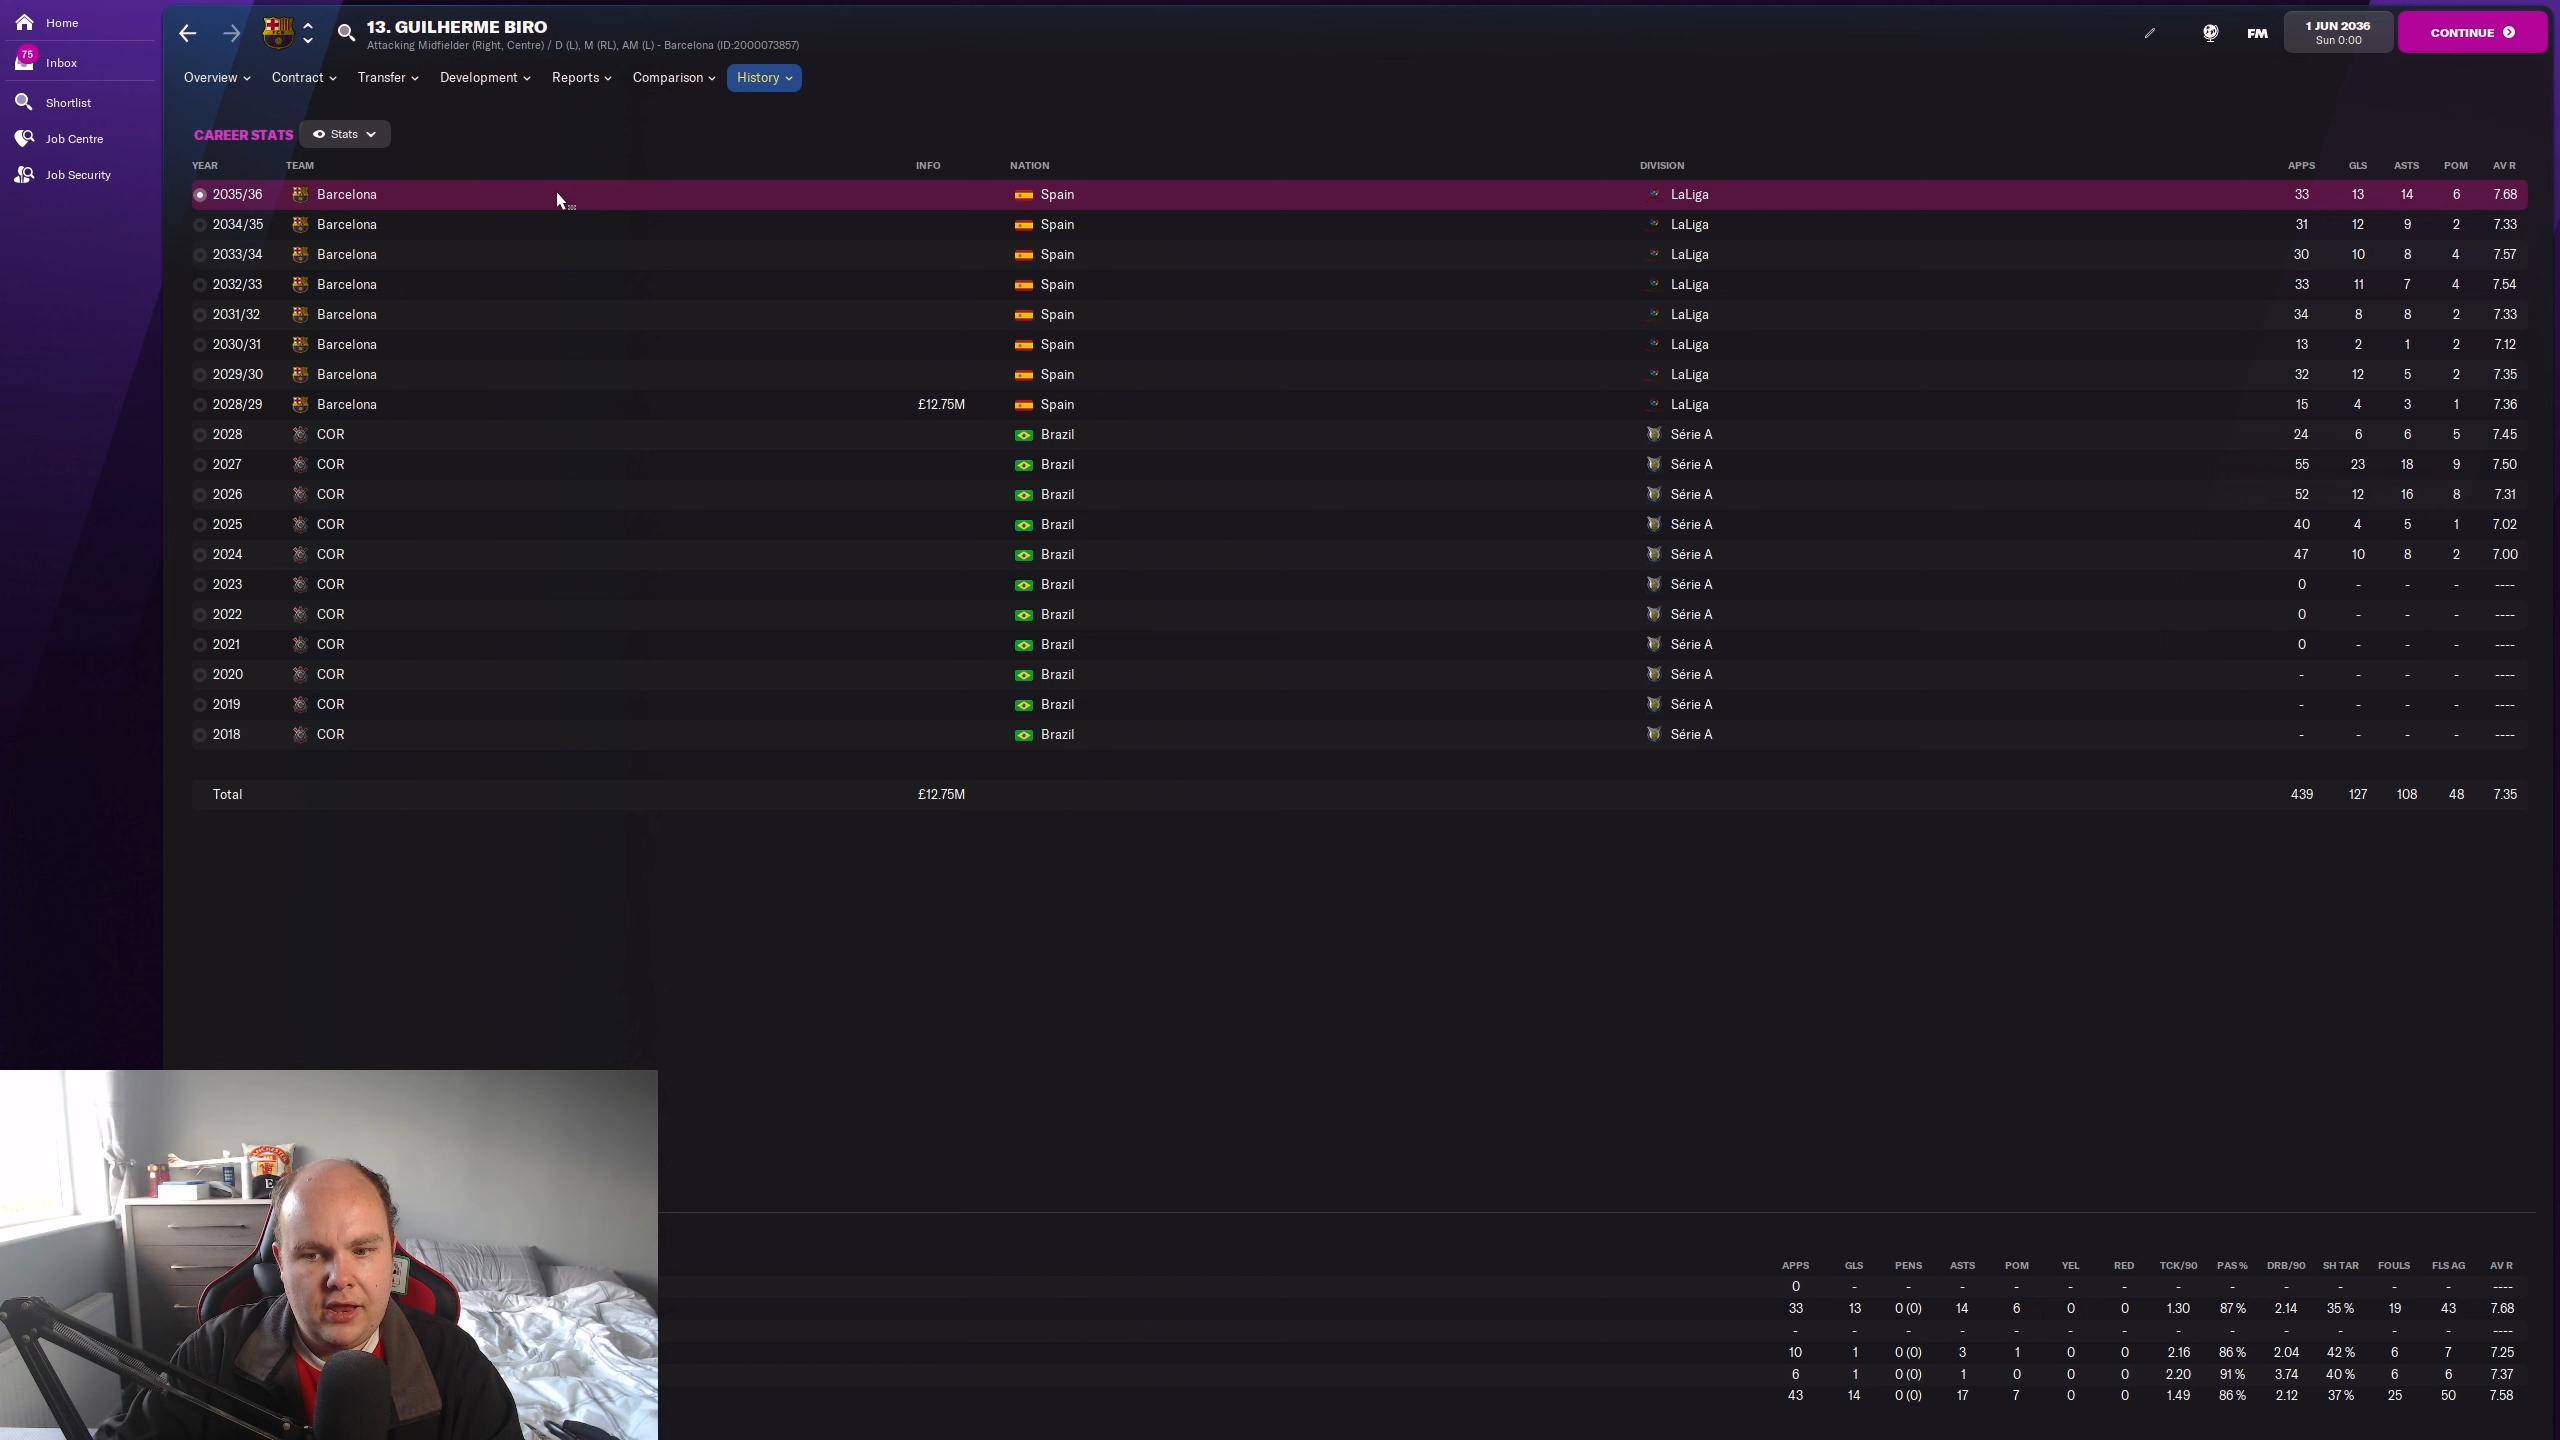 Home
75
Inbox
Shortlist
Job Centre
Job Security
13. GUILHERME BIRO
Attacking Midfielder (Right, Centre) / D (L), M (RL), AM (L) - Barcelona (ID:2000073857)
FM
1 JUN 2036
Sun 0:00
CONTINUE
Overview Contract Transfer Development Reports Comparison History
CAREER STATS Stats
YEAR TEAM INFO NATION DIVISION APPS GLS ASTS POM AV R
2035/36 Barcelona Spain LaLiga 33 13 14 6 7.68
2034/35 Barcelona Spain LaLiga 31 12 9 2 7.33
2033/34 Barcelona Spain LaLiga 30 10 8 4 7.57
2032/33 Barcelona Spain LaLiga 33 11 7 4 7.54
2031/32 Barcelona Spain LaLiga 34 8 8 2 7.33
2030/31 Barcelona Spain LaLiga 13 2 1 2 7.12
2029/30 Barcelona Spain LaLiga 32 12 5 2 7.35
2028/29 Barcelona £12.75M Spain LaLiga 15 4 3 1 7.36
2028 COR Brazil Série A 24 6 6 5 7.45
2027 COR Brazil Série A 55 23 18 9 7.50
2026 COR Brazil Série A 52 12 16 8 7.31
2025 COR Brazil Série A 40 4 5 1 7.02
2024 COR Brazil Série A 47 10 8 2 7.00
2023 COR Brazil Série A 0 - - - ----
2022 COR Brazil Série A 0 - - - ----
2021 COR Brazil Série A 0 - - - ----
2020 COR Brazil Série A - - - - ----
2019 COR Brazil Série A - - - - ----
2018 COR Brazil Série A - - - - ----
Total £12.75M 439 127 108 48 7.35
APPS GLS PENS ASTS POM YEL RED TCK/90 PAS % DRB/90 SH TAR FOULS FLS AG AV R
0 - - - - - - - - - - - - ----
33 13 0 (0) 14 6 0 0 1.30 87 % 2.14 35 % 19 43 7.68
- - - - - - - - - - - - - ----
10 1 0 (0) 3 1 0 0 2.16 86 % 2.04 42 % 6 7 7.25
6 1 0 (0) 1 0 0 0 2.20 91 % 3.74 40 % 6 6 7.37
43 14 0 (0) 17 7 0 0 1.49 86 % 2.12 37 % 25 50 7.58